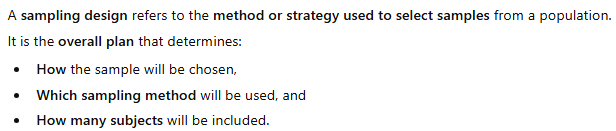 A sampling design refers to the method or strategy used to select samples from a population.
It is the overall plan that determines:
• How the sample will be chosen,
• Which sampling method will be used, and
• How many subjects will be included.